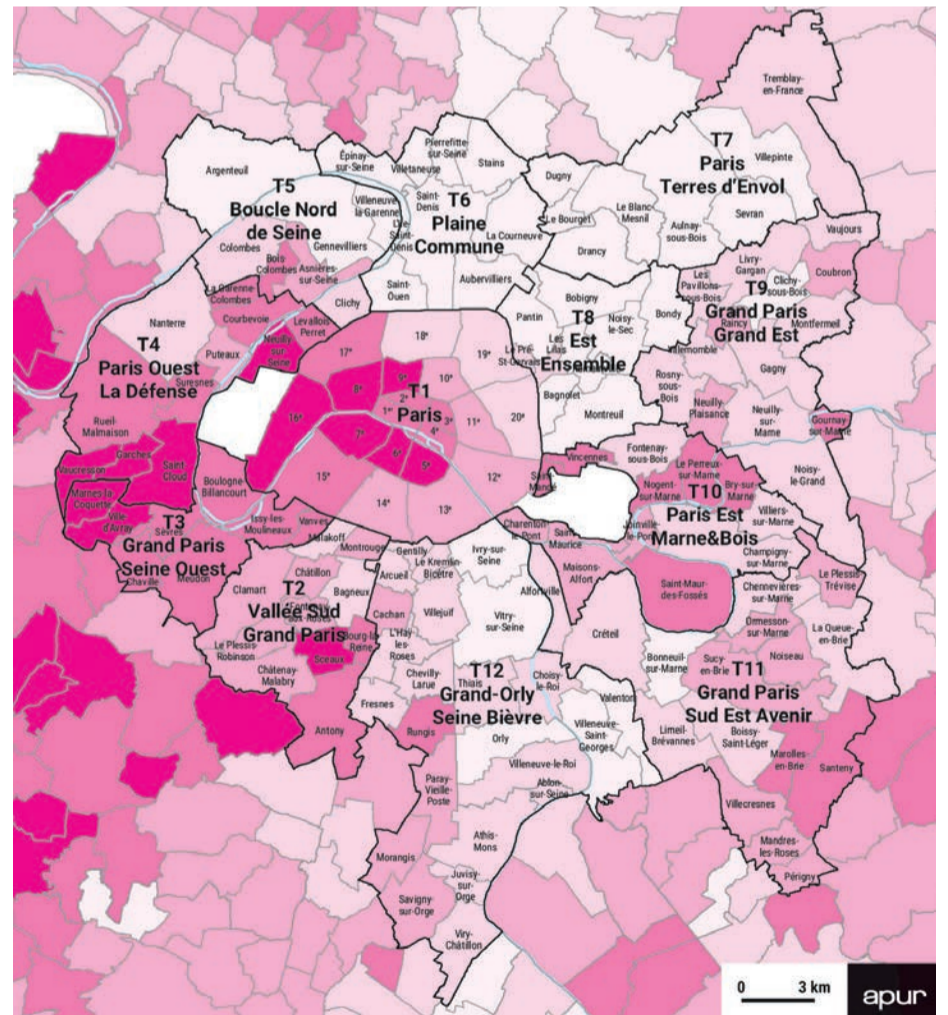 Tremblay-
en-France
T7
Paris
Terres d'Envol
Villepinte
Pierrefitte-
sur-Seine
Stains
Épinay-
sur-Seine
Villetaneuse
Argenteuil
T5
Boucle Nord
de Seine
Villeneuve-
la-Garenne
Saint-
Denis
T6
Plaine
Commune
La Courneuve
Dugny
Le Bourget
Le Blanc-
Mesnil
Aulnay-
sous-Bois
Sevran
Drancy
Vaujours
Colombes
Gennevilliers
Bois
Colombes
Asnières-
sur-Seine
Saint-
Ouen
Aubervilliers
Clichy
La Garenne-
Colombes
Courbevoie
Levallois-
Perret
Nanterre
T4
Paris Ouest
La Défense
Puteaux
Suresnes
Neuilly
sur
Seine
Bobigny
Pantin
T8
Est
Ensemble
Noisy-
le-Sec
Bondy
Les
Lilas
Le Pré-
St-Gervais
Bagnolet
Montreuil
Livry-
Gargan
Coubron
Les
Pavillons-
sous-Bois
T9
Grand Paris
Grand Est
Clichy-
sous-Bois
Raincy
Montfermeil
Villemomble
Gagny
Rosny-
sous-
Bois
Neuilly-
Plaisance
Neuilly-
sur-
Marne
Gournay-
sur-Marne
Noisy-
le-Grand
17e
18e
19e
8e
9e
10e
T1
Paris
2e
1er
3e
4e
11e
20e
16e
7e
6e
5e
15e
14e
13e
12e
Rueil-
Malmaison
Garches
Vaucresson
Saint
Cloud
Marnes-la
Coquette
Ville-
d'Avray
Boulogne-
Billancourt
T3
Grand Paris
Seine Ouest
Sèvres
Chaville
Meudon
Issy-les-
Moulineaux
Vanves
Malakoff
Montrouge
Châtillon
Clamart
T2
Vallée Sud
Grand Paris
Bagneux
Bourg-la-
Reine
Le Plessis-
Robinson
Sceaux
Châtenay-
Malabry
Antony
Gentilly
Le Kremlin-
Bicêtre
Arcueil
Ivry-sur-
Seine
Cachan
Villejuif
Vitry-
sur-Seine
L'Hay
les
Roses
Chevilly-
Larue
Fresnes
Rungis
Thiais
T12
Grand-Orly
Seine Bièvre
Choisy-
le-Roi
Orly
Villeneuve-le-Roi
Ablon-
sur-Seine
Valenton
Villeneuve-
Saint-
Georges
Paray-
Vieille-
Poste
Athis-
Mons
Morangis
Juvisy-
sur-
Orge
Savigny-
sur-Orge
Viry-
Châtillon
Saint
Mandé
Vincennes
Fontenay-
sous-Bois
Le Perreux
sur-Marne
Nogent-
sur-Marne
Bry-sur-
Marne
T10
Paris Est
Marne&Bois
Villiers-
sur-Marne
Charenton
le-Pont
Saint
Maurice
Joinville-
le-Pont
Champigny-
sur-Marne
Maisons-
Alfort
Alfortville
Saint-Maur-
des-Fossés
Chennevières-
sur-Marne
Le Plessis
Trévise
Ormesson-
sur-Marne
La Queue-
en-Brie
Créteil
Bonneuil-
sur-Marne
Sucy-
en-Brie
Noiseau
T11
Grand Paris
Sud Est Avenir
Limeil-
Brévannes
Boissy-
Saint-Léger
Marolles-
en-Brie
Santeny
Villecresnes
Mandres-
les-Roses
Périgny
0 3 km
apur